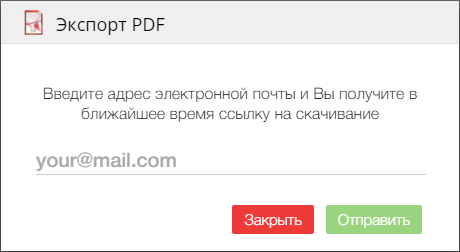 Экспорт PDF
Введите адрес электронной почты и Вы получите в
ближайшее время ссылку на скачивание
your@mail.com
Закрыть Отправить